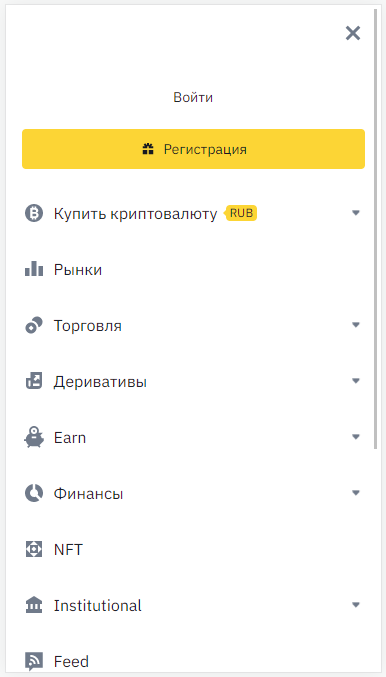 Войти
Регистрация
Купить криптовалюту RUB
Рынки
Торговля
Деривативы
Earn
Финансы
NFT
Institutional
Feed